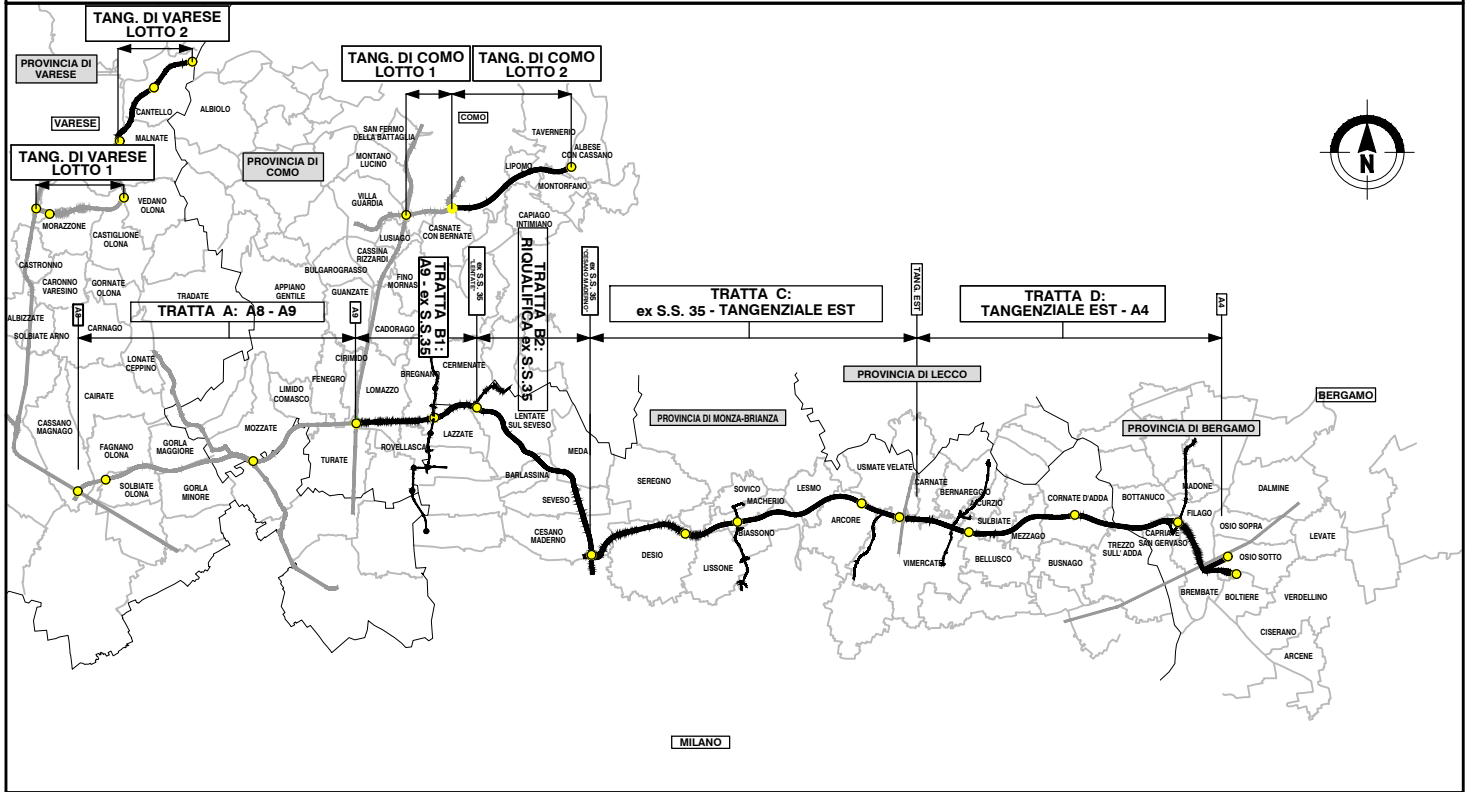 TANG. DI VARESE
LOTTO 2
PROVINCIA DI
VARESE
CANTELLO
ALBIOLO
VARESE
MALNATE
TANG. DI VARESE
LOTTO 1
TANG. DI COMO
LOTTO 1
TANG. DI COMO
LOTTO 2
COMO
SAN FERMO
DELLA BATTAGLIA
TAVERNERIO
ALBESE
CON CASSANO
MONTANO
LUCINO
LIPOMO
PROVINCIA DI
COMO
MONTORFANO
VILLA
GUARDIA
VEDANO
OLONA
MORAZZONE
CASTIGLIONE
OLONA
LUSIAGO
CASNATE
CON BERNATE
CAPIAGO
INTIMIANO
CASSINA
RIZZARDI
CASTRONNO
BULGAROGRASSO
FINO
MORNAS
CARONNO
VARESINO
GORNATE
OLONA
TRADATE
APPIANO
GENTILE
GUANZATE
A8
TRATTA A: A8 - A9
A9
TRATTA B1:
A9 - ex S.S.35
ex S.S. 35
"LENTATE"
TRATTA B2:
RIQUALIFICA ex S.S.35
ex S.S. 35
"CESANO MADERNO"
TRATTA C:
ex S.S. 35 - TANGENZIALE EST
TANG. EST
TRATTA D:
TANGENZIALE EST - A4
A4
ALBIZZATE
SOLBIATE ARNO
CARNAGO
CADORAGO
LONATE
CEPPINO
CIRIMIDO
CERMENATE
BREGNANO
FENEGRO
LIMIDO
COMASCO
LOMAZZO
CAIRATE
PROVINCIA DI LECCO
BERGAMO
CASSANO
MAGNAGO
MOZZATE
LENTATE
SUL SEVESO
PROVINCIA DI MONZA-BRIANZA
PROVINCIA DI BERGAMO
LAZZATE
FAGNANO
OLONA
GORLA
MAGGIORE
ROVELLASCA
TURATE
MEDA
BARLASSINA
SOLBIATE
OLONA
GORLA
MINORE
SEVESO
SEREGNO
USMATE VELATE
CARNATE
BERNAREGGIO
SOVICO
MACHERIO
LESMO
CORNATE D'ADDA
BOTTANUCO
MADONE
DALMINE
FILAGO
BIASSONO
ARCORE
SULBIATE
MEZZAGO
CAPRIATE
SAN GERVASO
OSIO SOPRA
CESANO
MADERNO
DESIO
LISSONE
VIMERCATE
BELLUSCO
BUSNAGO
TREZZO
SULL' ADDA
OSIO SOTTO
LEVATE
BREMBATE
BOLTIERE
VERDELLINO
CISERANO
ARCENE
MILANO
N